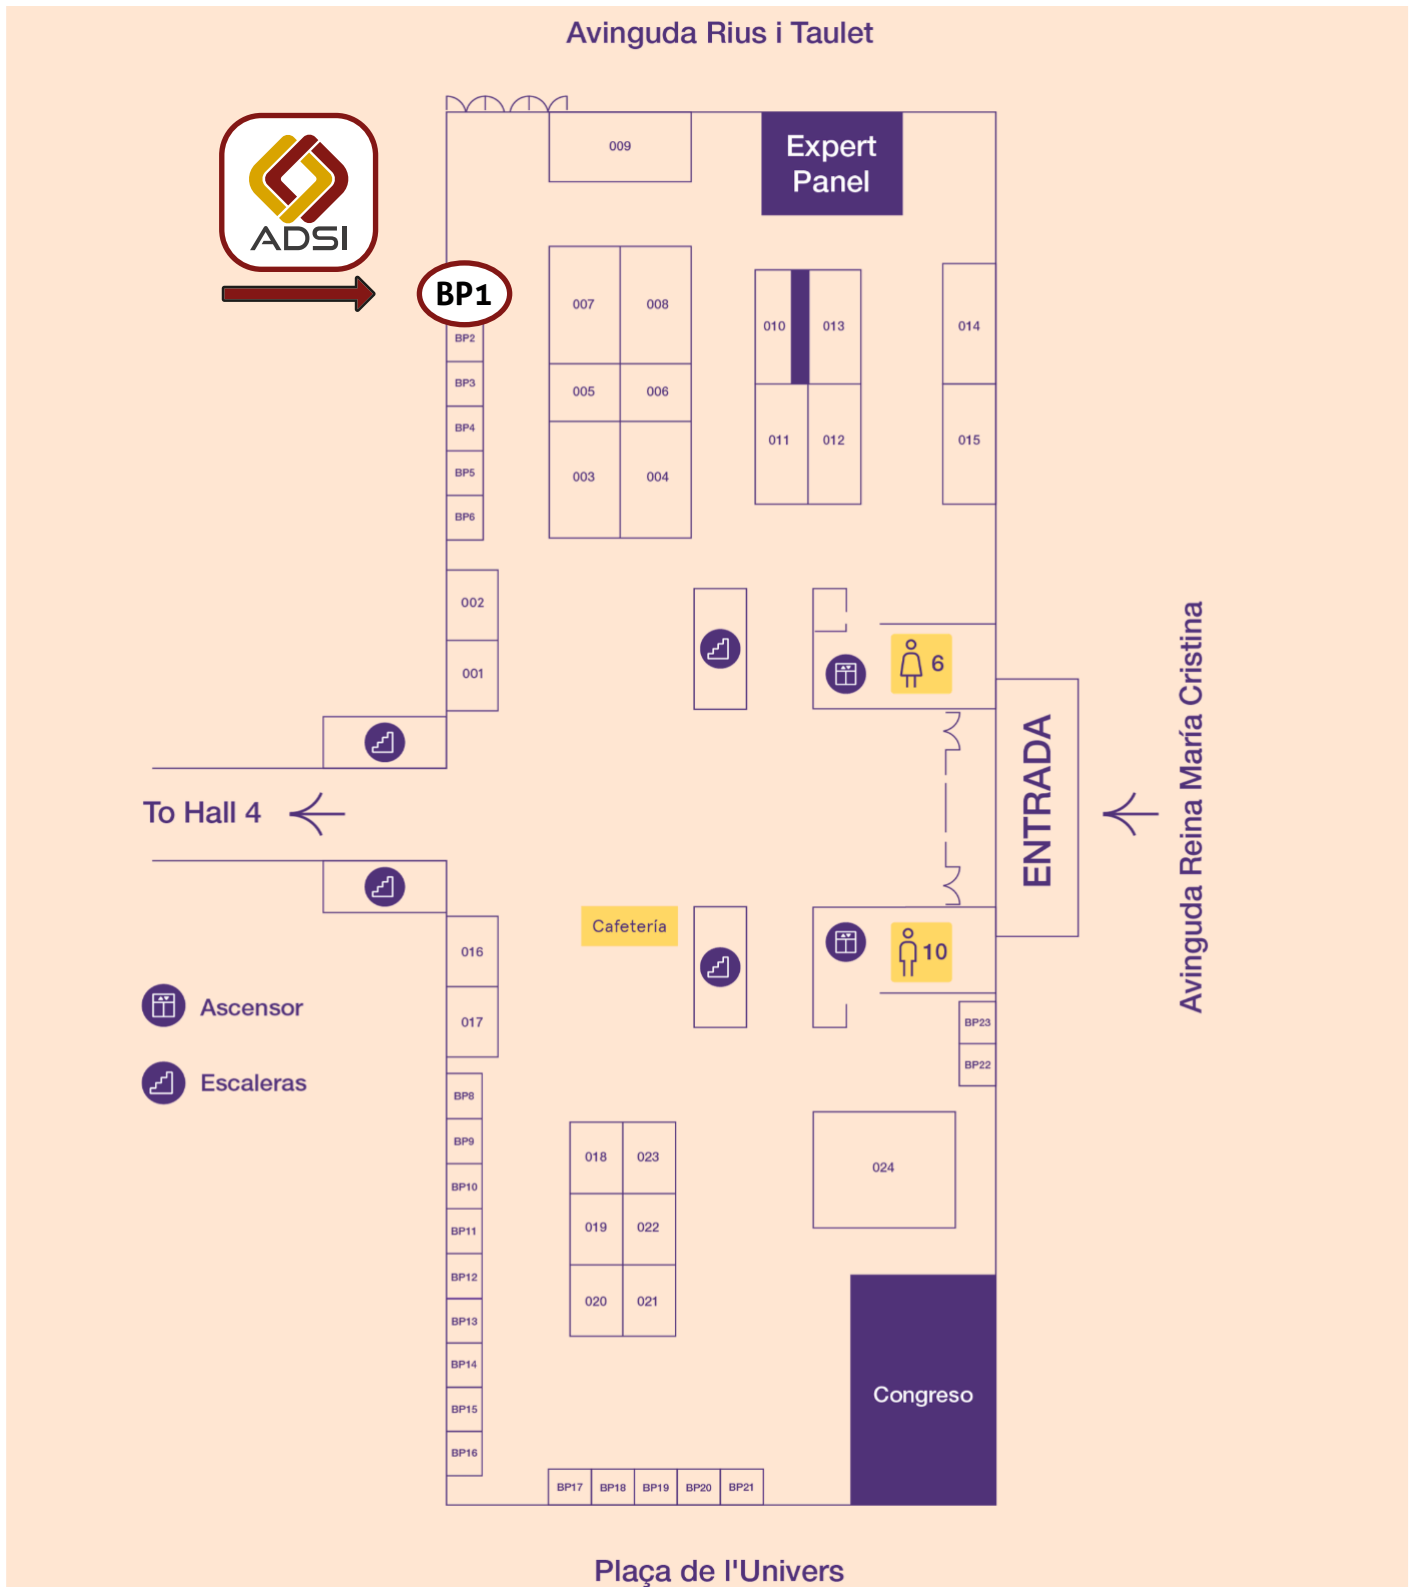 Avinguda Rius i Taulet
009
Expert
Panel
ADSI
BP1
007
008
010
013
014
BP2
BP3
005
006
BP4
011
012
015
BP5
003
004
BP6
002
6
001
ENTRADA
Avinguda Reina María Cristina
To Hall 4
Cafetería
016
10
Ascensor
017
BP23
BP22
Escaleras
BP8
BP9
018
023
024
BP10
BP11
019
022
BP12
020
021
BP13
BP14
Congreso
BP15
BP16
BP17
BP18
BP19
BP20
BP21
Plaça de l'Univers